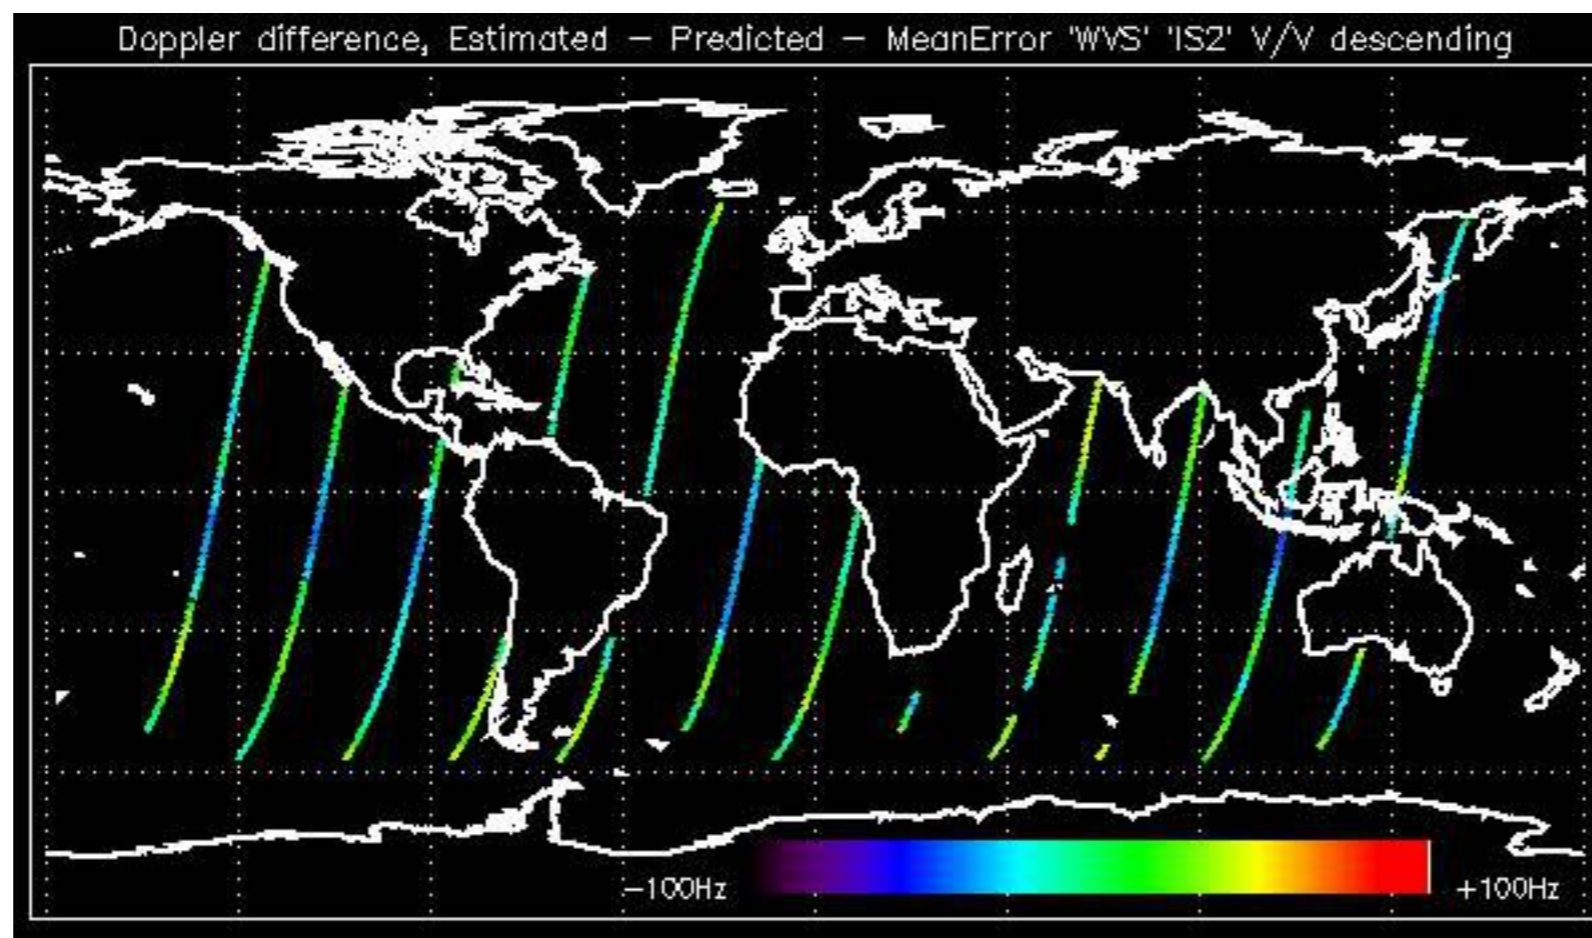 Doppler difference, Estimated — Predicted — MeanError 'WVS' 'IS2' V/V descending
−100Hz
+100Hz